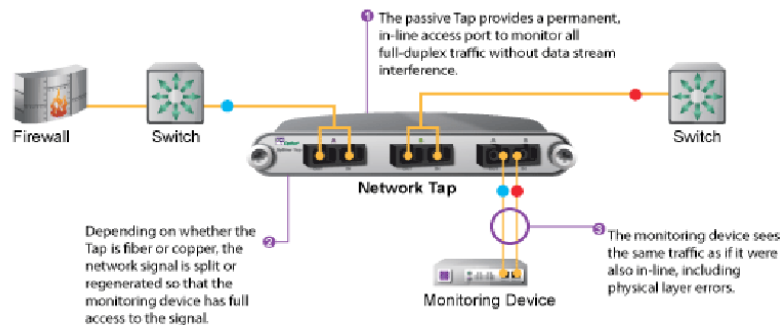 1 The passive Tap provides a permanent,
in-line access port to monitor all
full-duplex traffic without data stream
interference.
Firewall
Switch
Switch
A
B
A
B
Network Tap
Depending on whether the
Tap is fiber or copper, the
network signal is split or
regenerated so that the
monitoring device has full
access to the signal.
2
3 The monitoring device sees
the same traffic as if it were
also in-line, including
physical layer errors.
Monitoring Device